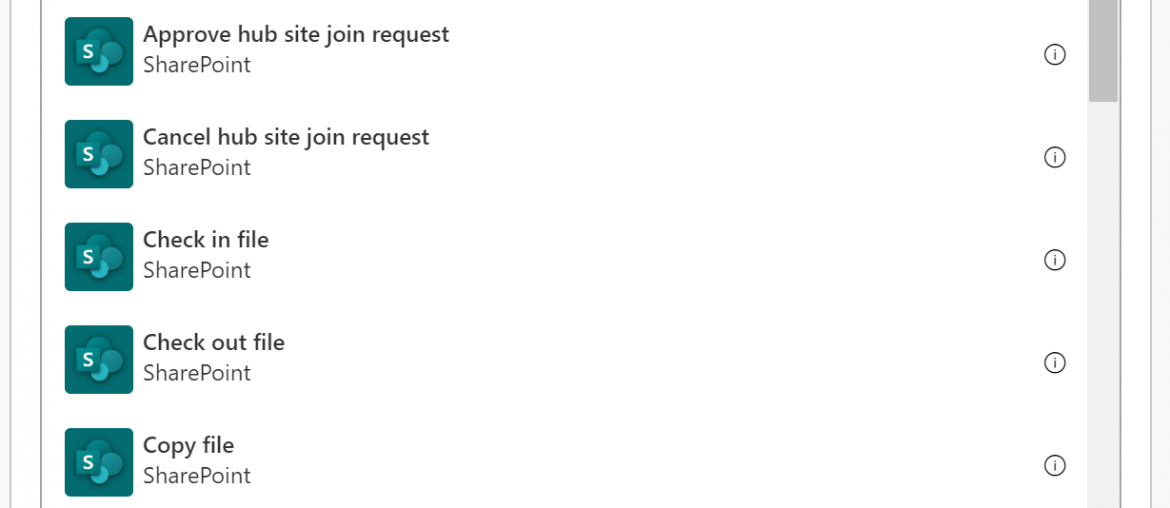 Approve hub site join request
SharePoint
Cancel hub site join request
SharePoint
Check in file
SharePoint
Check out file
SharePoint
Copy file
SharePoint